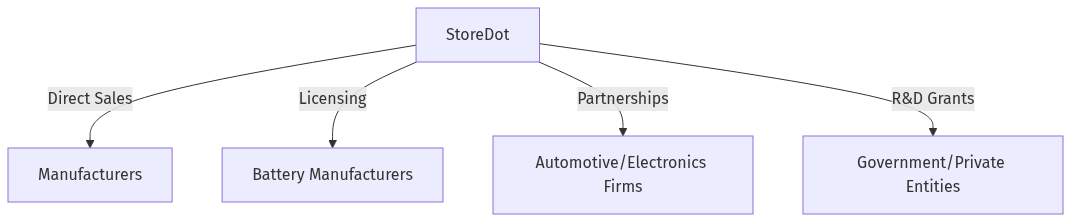 StoreDot
Direct Sales
Licensing
Partnerships
R&D Grants
Manufacturers
Battery Manufacturers
Automotive/Electronics
Firms
Government/Private
Entities